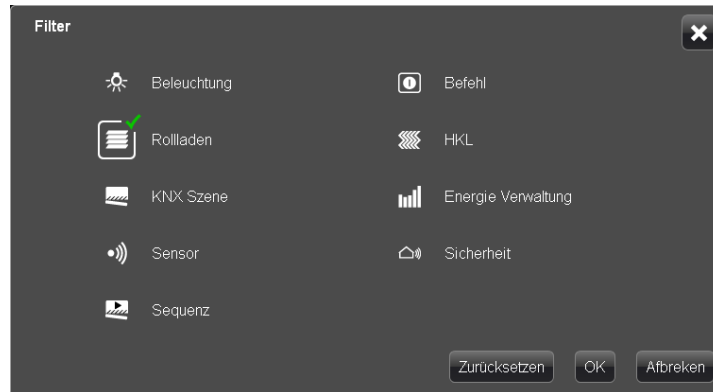 Filter
Beleuchtung
Befehl
Rollladen
HKL
KNX Szene
Energie Verwaltung
Sensor
Sicherheit
Sequenz
Zurücksetzen OK Afbreken